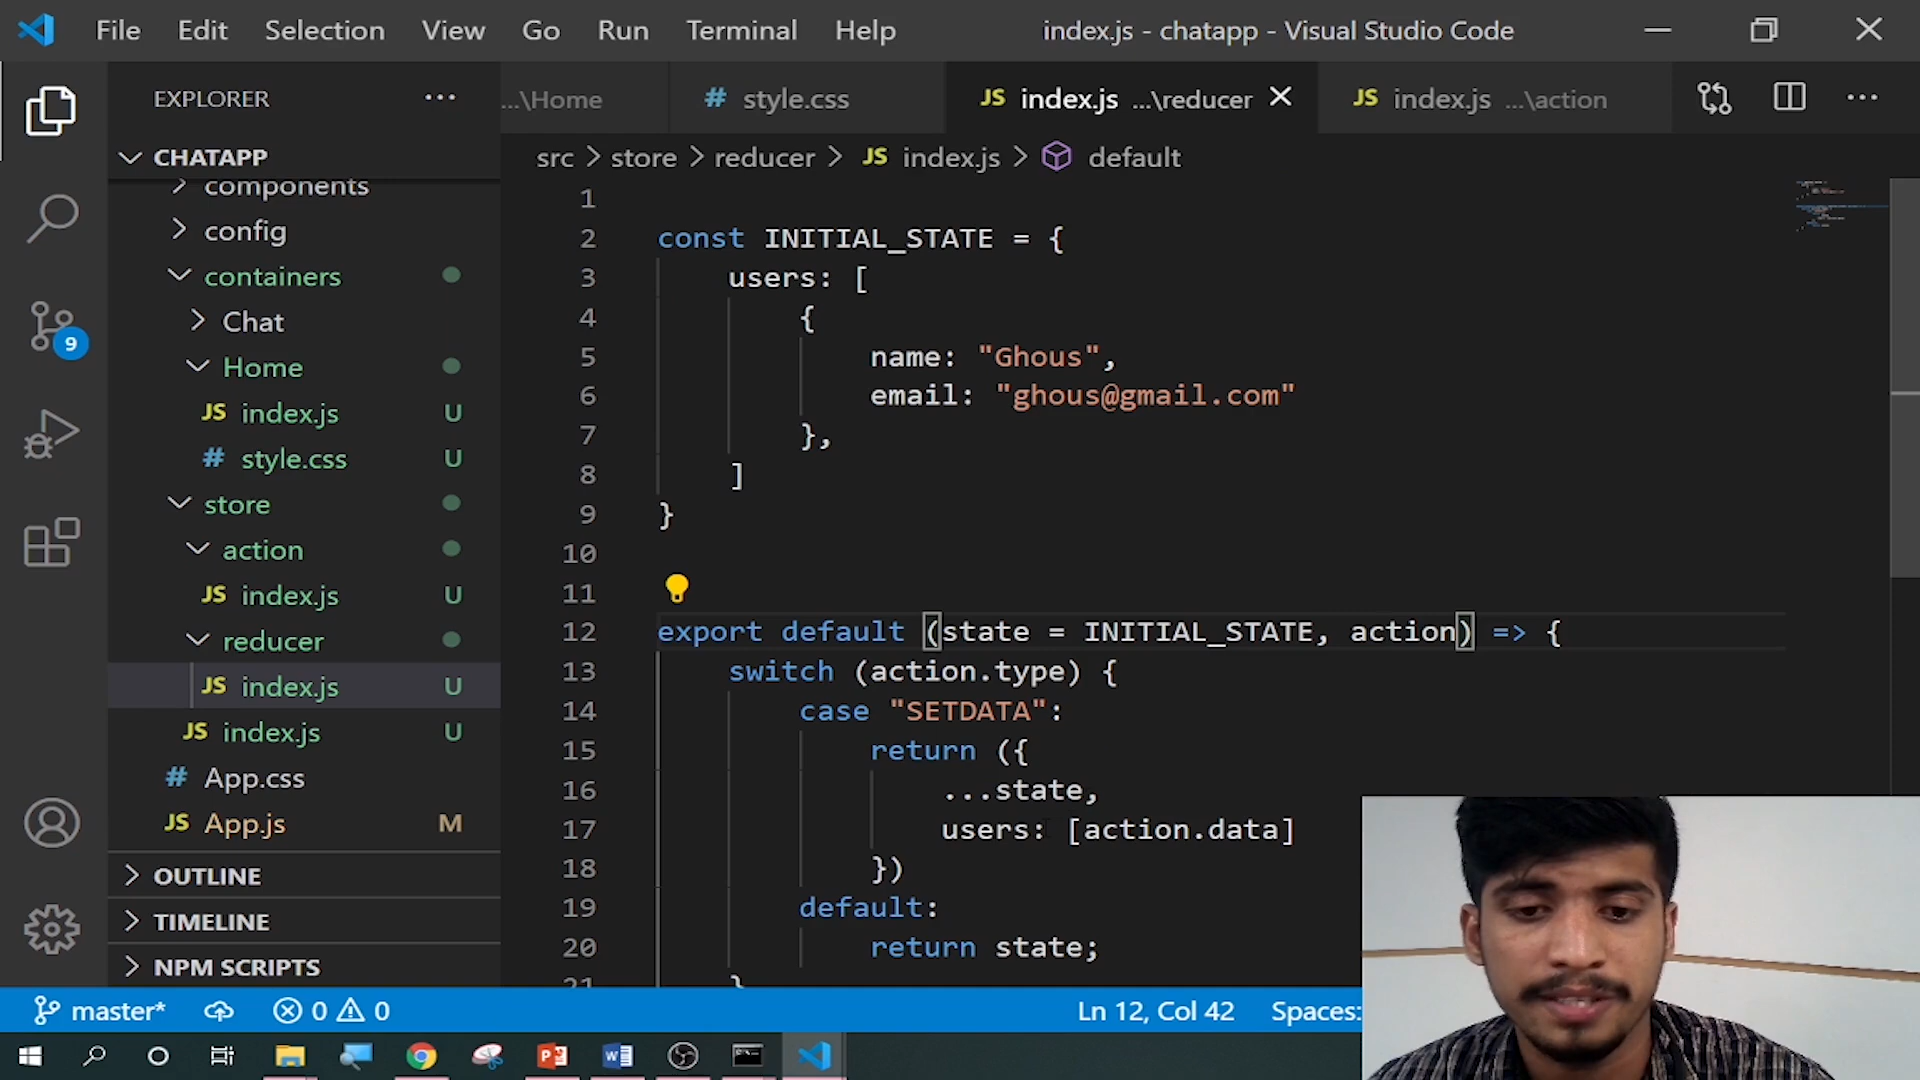 File Edit Selection View Go Run Terminal Help index.js - chatapp - Visual Studio Code
EXPLORER ...
...\Home # style.css JS index.js ...\reducer JS index.js ...\action ...
CHATAPP
src > store > reducer > JS index.js > default
components
config
containers
Chat
Home
JS index.js U
# style.css U
store
action
JS index.js U
reducer
JS index.js U
JS index.js U
# App.css
JS App.js M
OUTLINE
TIMELINE
NPM SCRIPTS
9
1
2 const INITIAL_STATE = {
3 users: [
4 {
5 name: "Ghous",
6 email: "ghous@gmail.com"
7 },
8 ]
9 }
10
11
12 export default (state = INITIAL_STATE, action) => {
13 switch (action.type) {
14 case "SETDATA":
15 return ({
16 ...state,
17 users: [action.data]
18 })
19 default:
20 return state;
21 }
master* 0 0 Ln 12, Col 42 Spaces: